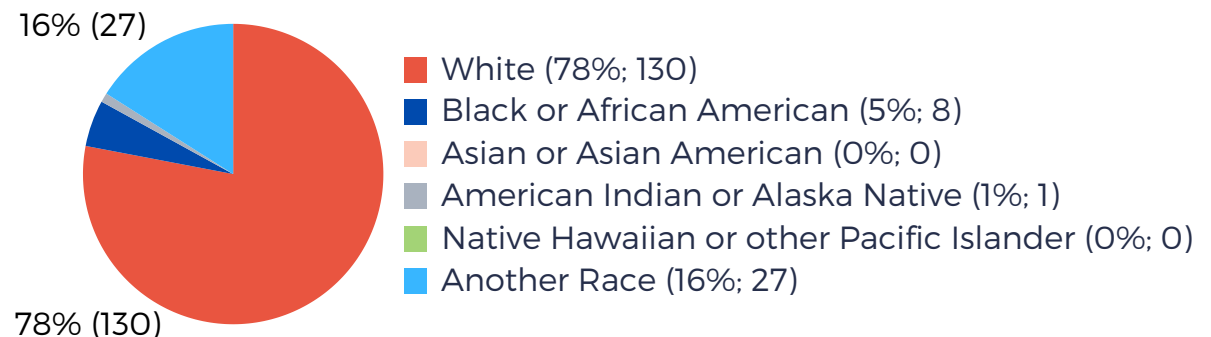 16% (27)
White (78%; 130)
Black or African American (5%; 8)
Asian or Asian American (0%; 0)
American Indian or Alaska Native (1%; 1)
Native Hawaiian or other Pacific Islander (0%; 0)
Another Race (16%; 27)
78% (130)